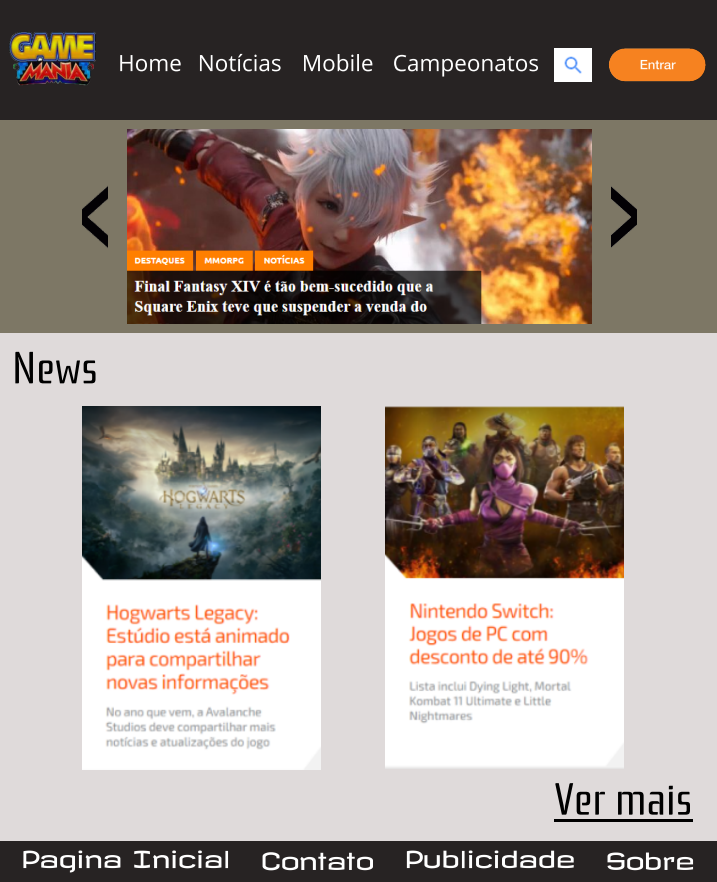 GAME
MANIA
Home Notícias Mobile Campeonatos Entrar
DESTAQUES MMORPG NOTÍCIAS
Final Fantasy XIV é tão bem-sucedido que a
Square Enix teve que suspender a venda do
News
HOGWARTS
LEGACY
Hogwarts Legacy:
Estúdio está animado
para compartilhar
novas informações
No ano que vem, a Avalanche
Studios deve compartilhar mais
notícias e atualizações do jogo
Nintendo Switch:
Jogos de PC com
desconto de até 90%
Lista inclui Dying Light, Mortal
Kombat 11 Ultimate e Little
Nightmares
Ver mais
Pagina Inicial Contato Publicidade Sobre